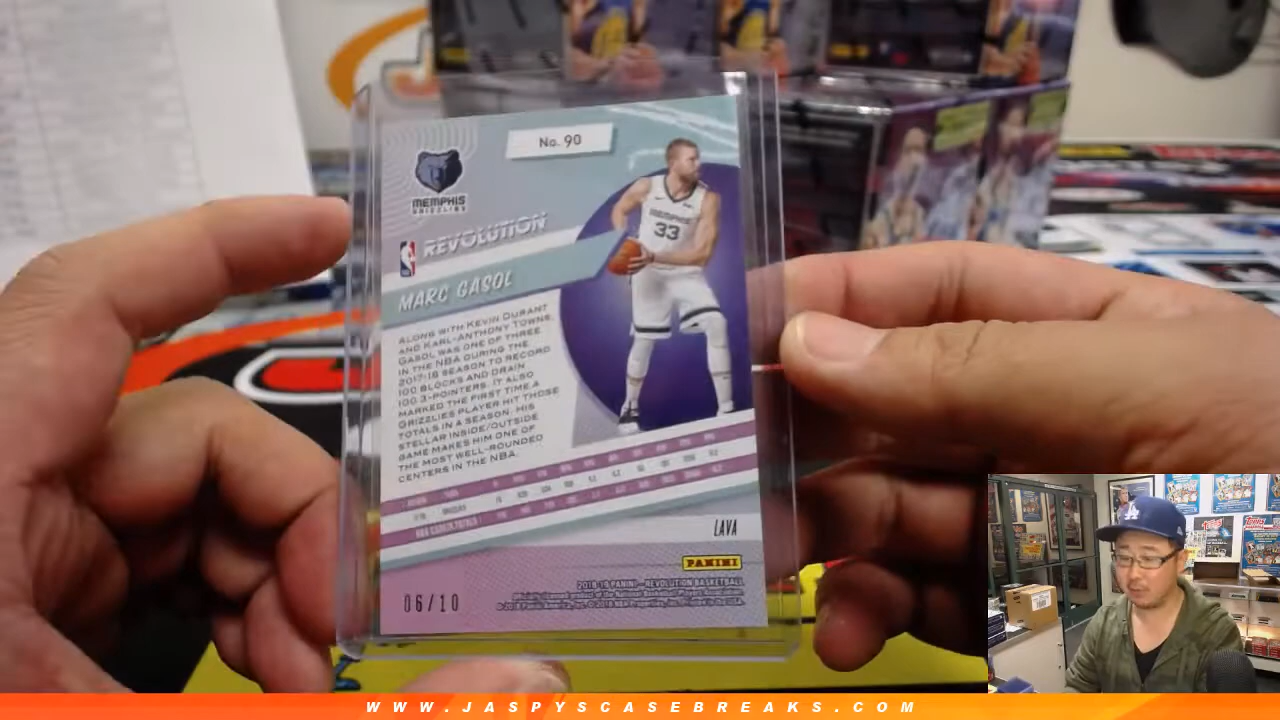 No. 90
MEMPHIS
GRIZZLIES
REVOLUTION
MARC GASOL
MEMPHIS
33
ALONG WITH KEVIN DURANT
AND KARL-ANTHONY TOWNS,
GASOL WAS ONE OF THREE
IN THE NBA DURING THE
2017-18 SEASON TO RECORD
100 BLOCKS AND DRAIN
100 3-POINTERS. IT ALSO
MARKED THE FIRST TIME A
GRIZZLIES PLAYER HIT THOSE
TOTALS IN A SEASON. HIS
STELLAR INSIDE/OUTSIDE
GAME MAKES HIM ONE OF
THE MOST WELL-ROUNDED
CENTERS IN THE NBA.
NBA CAREER TOTALS
LAVA
PANINI
2018-19 PANINI—REVOLUTION BASKETBALL
06/10
WWW.JASPYSCASEBREAKS.COM